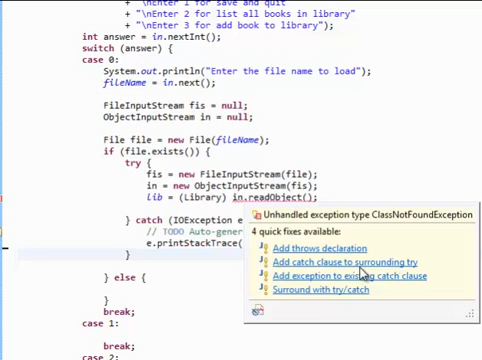 + "\nEnter 1 for save and quit"
+ "\nEnter 2 for list all books in library"
+ "\nEnter 3 for add book to library");
int answer = in.nextInt();
switch (answer) {
case 0:
System.out.println("Enter the file name to load");
fileName = in.next();
FileInputStream fis = null;
ObjectInputStream in = null;
File file = new File(fileName);
if (file.exists()) {
try {
fis = new FileInputStream(file);
in = new ObjectInputStream(fis);
lib = (Library) in.readObject();
} catch (IOException e
// TODO Auto-gener
e.printStackTrace(
}
} else {
}
break;
case 1:
break;
case 2:
Unhandled exception type ClassNotFoundException
4 quick fixes available:
Add throws declaration
Add catch clause to surrounding try
Add exception to existing catch clause
Surround with try/catch